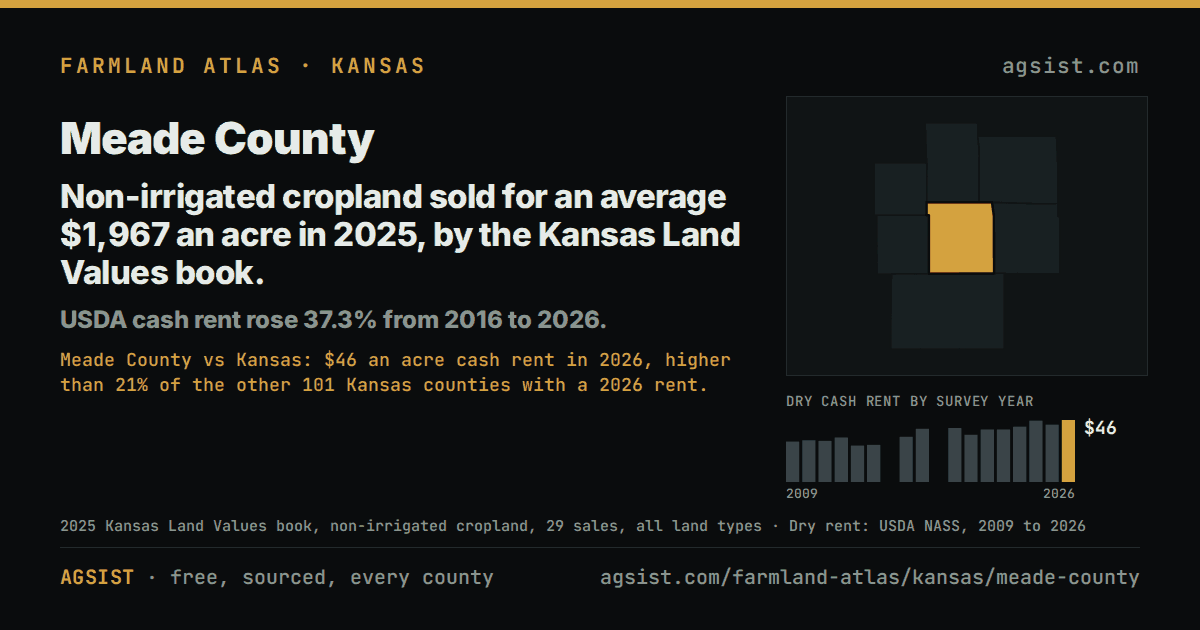 FARMLAND ATLAS · KANSAS
agsist.com
Meade County
Non-irrigated cropland sold for an average
$1,967 an acre in 2025, by the Kansas Land
Values book.
USDA cash rent rose 37.3% from 2016 to 2026.
Meade County vs Kansas: $46 an acre cash rent in 2026, higher
than 21% of the other 101 Kansas counties with a 2026 rent.
DRY CASH RENT BY SURVEY YEAR
$46
2009
2026
2025 Kansas Land Values book, non-irrigated cropland, 29 sales, all land types · Dry rent: USDA NASS, 2009 to 2026
AGSIST · free, sourced, every county
agsist.com/farmland-atlas/kansas/meade-county